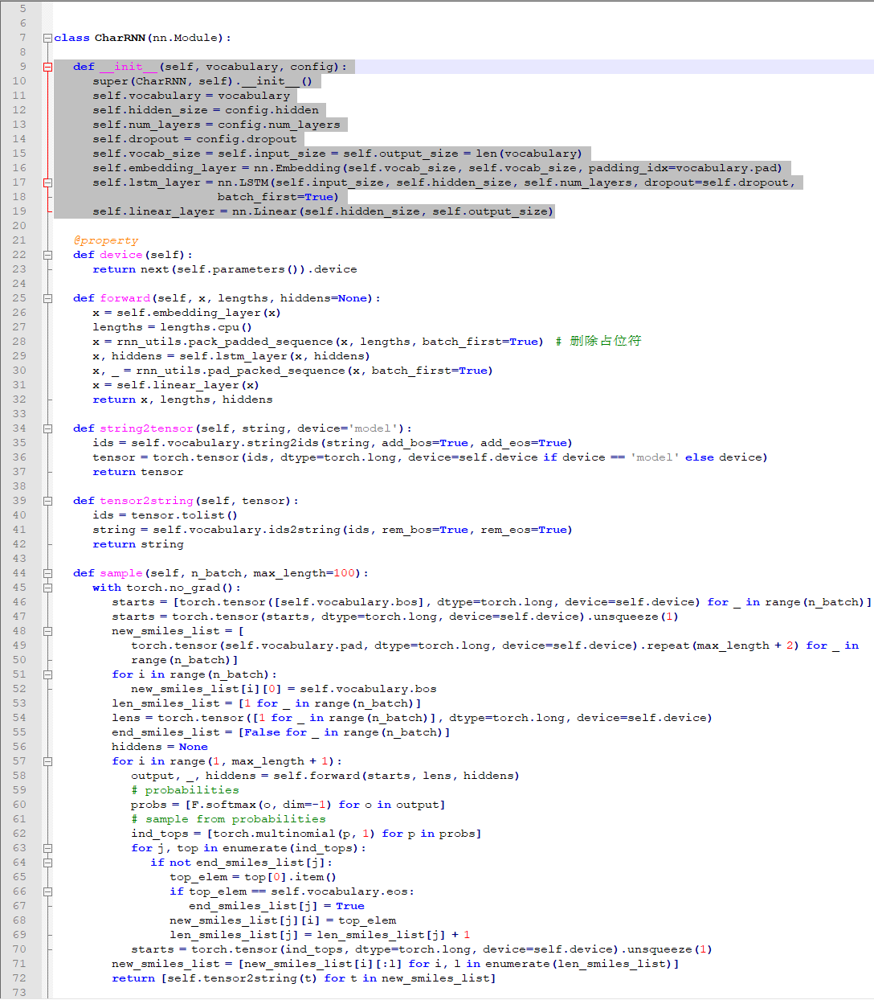 5
6
7 class CharRNN(nn.Module):
8
9 def __init__(self, vocabulary, config):
10 super(CharRNN, self).__init__()
11 self.vocabulary = vocabulary
12 self.hidden_size = config.hidden
13 self.num_layers = config.num_layers
14 self.dropout = config.dropout
15 self.vocab_size = self.input_size = self.output_size = len(vocabulary)
16 self.embedding_layer = nn.Embedding(self.vocab_size, self.vocab_size, padding_idx=vocabulary.pad)
17 self.lstm_layer = nn.LSTM(self.input_size, self.hidden_size, self.num_layers, dropout=self.dropout,
18 batch_first=True)
19 self.linear_layer = nn.Linear(self.hidden_size, self.output_size)
20
21 @property
22 def device(self):
23 return next(self.parameters()).device
24
25 def forward(self, x, lengths, hiddens=None):
26 x = self.embedding_layer(x)
27 lengths = lengths.cpu()
28 x = rnn_utils.pack_padded_sequence(x, lengths, batch_first=True) # 删除占位符
29 x, hiddens = self.lstm_layer(x, hiddens)
30 x, _ = rnn_utils.pad_packed_sequence(x, batch_first=True)
31 x = self.linear_layer(x)
32 return x, lengths, hiddens
33
34 def string2tensor(self, string, device='model'):
35 ids = self.vocabulary.string2ids(string, add_bos=True, add_eos=True)
36 tensor = torch.tensor(ids, dtype=torch.long, device=self.device if device == 'model' else device)
37 return tensor
38
39 def tensor2string(self, tensor):
40 ids = tensor.tolist()
41 string = self.vocabulary.ids2string(ids, rem_bos=True, rem_eos=True)
42 return string
43
44 def sample(self, n_batch, max_length=100):
45 with torch.no_grad():
46 starts = [torch.tensor([self.vocabulary.bos], dtype=torch.long, device=self.device) for _ in range(n_batch)]
47 starts = torch.tensor(starts, dtype=torch.long, device=self.device).unsqueeze(1)
48 new_smiles_list = [
49 torch.tensor(self.vocabulary.pad, dtype=torch.long, device=self.device).repeat(max_length + 2) for _ in
50 range(n_batch)]
51 for i in range(n_batch):
52 new_smiles_list[i][0] = self.vocabulary.bos
53 len_smiles_list = [1 for _ in range(n_batch)]
54 lens = torch.tensor([1 for _ in range(n_batch)], dtype=torch.long, device=self.device)
55 end_smiles_list = [False for _ in range(n_batch)]
56 hiddens = None
57 for i in range(1, max_length + 1):
58 output, _, hiddens = self.forward(starts, lens, hiddens)
59 # probabilities
60 probs = [F.softmax(o, dim=-1) for o in output]
61 # sample from probabilities
62 ind_tops = [torch.multinomial(p, 1) for p in probs]
63 for j, top in enumerate(ind_tops):
64 if not end_smiles_list[j]:
65 top_elem = top[0].item()
66 if top_elem == self.vocabulary.eos:
67 end_smiles_list[j] = True
68 new_smiles_list[j][i] = top_elem
69 len_smiles_list[j] = len_smiles_list[j] + 1
70 starts = torch.tensor(ind_tops, dtype=torch.long, device=self.device).unsqueeze(1)
71 new_smiles_list = [new_smiles_list[i][:l] for i, l in enumerate(len_smiles_list)]
72 return [self.tensor2string(t) for t in new_smiles_list]
73